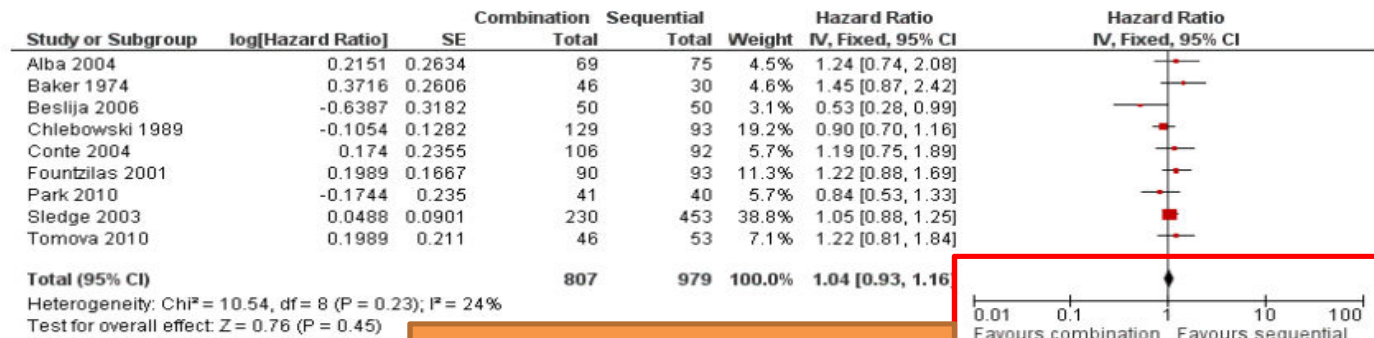 Combination Sequential Hazard Ratio Hazard Ratio
Study or Subgroup log[Hazard Ratio] SE Total Total Weight IV, Fixed, 95% CI IV, Fixed, 95% CI
Alba 2004 0.2151 0.2634 69 75 4.5% 1.24 [0.74, 2.08]
Baker 1974 0.3716 0.2606 46 30 4.6% 1.45 [0.87, 2.42]
Beslija 2006 -0.6387 0.3182 50 50 3.1% 0.53 [0.28, 0.99]
Chlebowski 1989 -0.1054 0.1282 129 93 19.2% 0.90 [0.70, 1.16]
Conte 2004 0.174 0.2355 106 92 5.7% 1.19 [0.75, 1.89]
Fountzilas 2001 0.1989 0.1667 90 93 11.3% 1.22 [0.88, 1.69]
Park 2010 -0.1744 0.235 41 40 5.7% 0.84 [0.53, 1.33]
Sledge 2003 0.0488 0.0901 230 453 38.8% 1.05 [0.88, 1.25]
Tomova 2010 0.1989 0.211 46 53 7.1% 1.22 [0.81, 1.84]
Total (95% CI) 807 979 100.0% 1.04 [0.93, 1.16]
Heterogeneity: Chi² = 10.54, df = 8 (P = 0.23); I² = 24%
Test for overall effect: Z = 0.76 (P = 0.45)
0.01 0.1 1 10 100
Favours combination Favours sequential